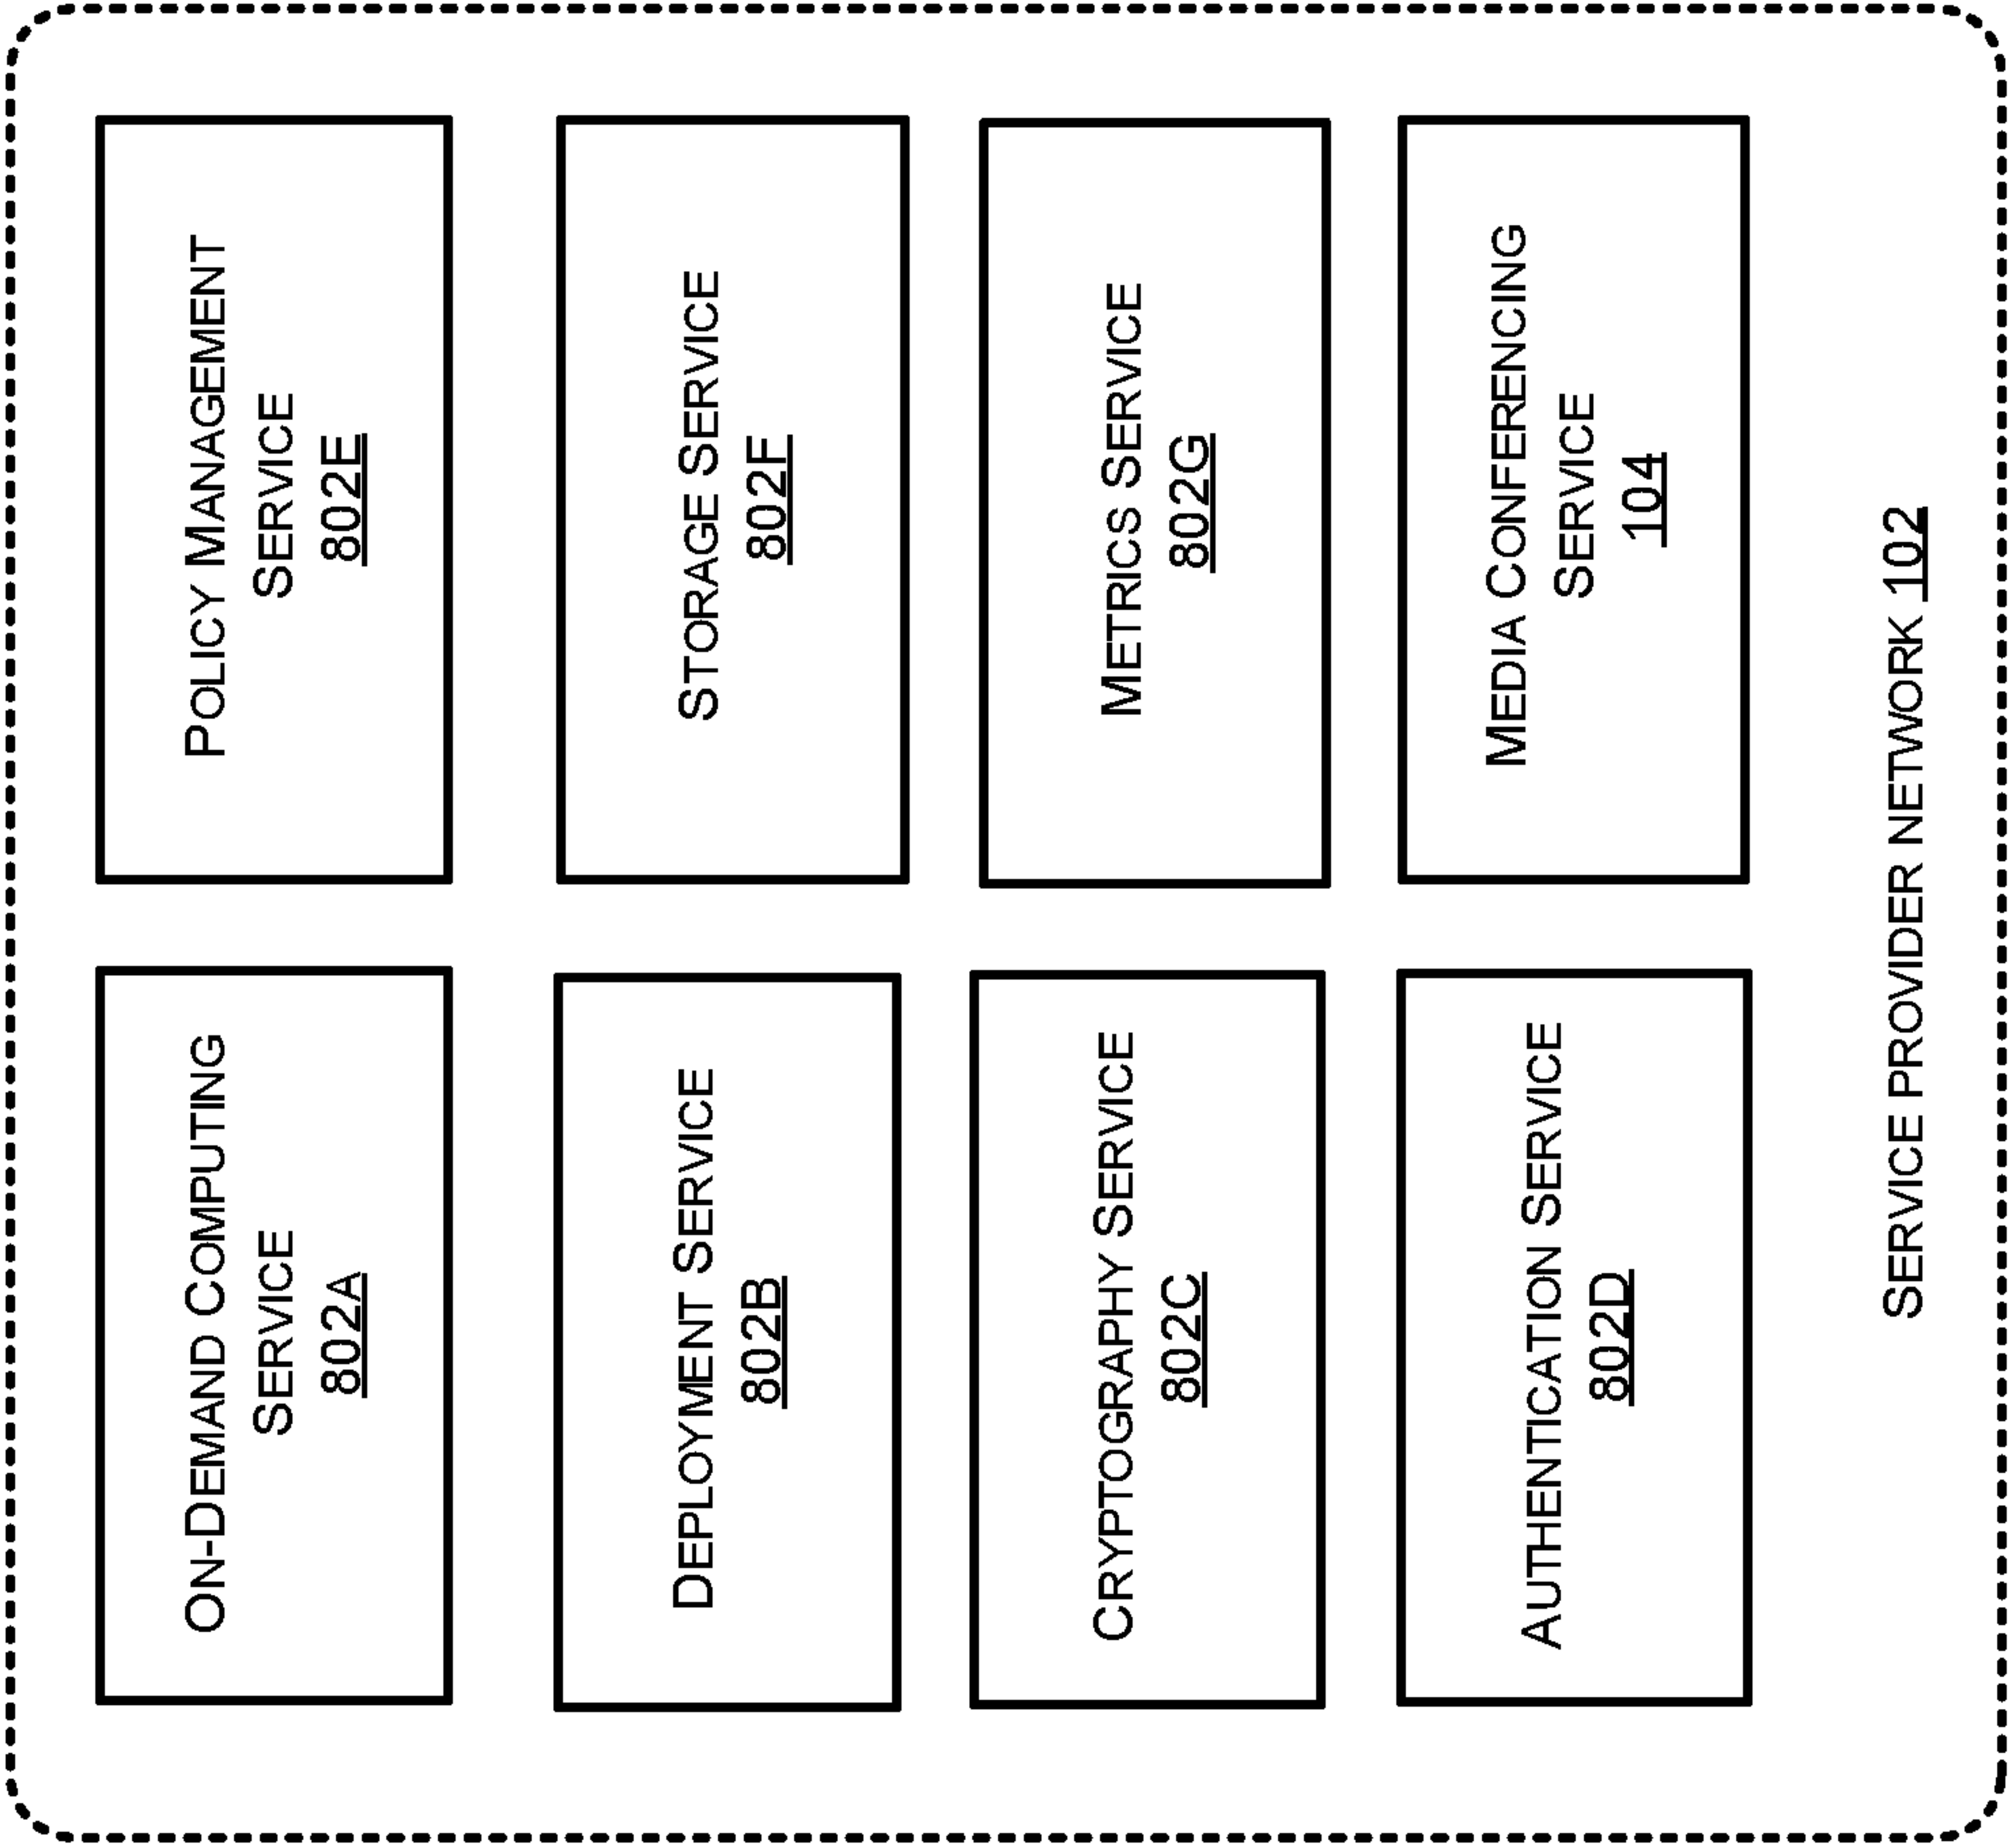 ON-DEMAND COMPUTING
SERVICE
802A
POLICY MANAGEMENT
SERVICE
802E
DEPLOYMENT SERVICE
802B
STORAGE SERVICE
802F
CRYPTOGRAPHY SERVICE
802C
METRICS SERVICE
802G
AUTHENTICATION SERVICE
802D
MEDIA CONFERENCING
SERVICE
104
SERVICE PROVIDER NETWORK 102